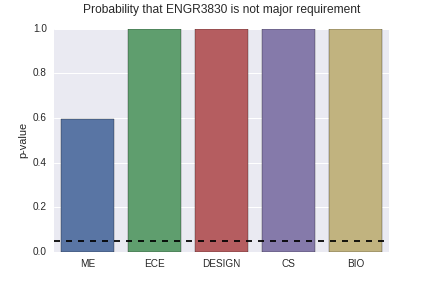 Probability that ENGR3830 is not major requirement
1.0
0.8
0.6
0.4
0.2
0.0
p-value
ME ECE DESIGN CS BIO